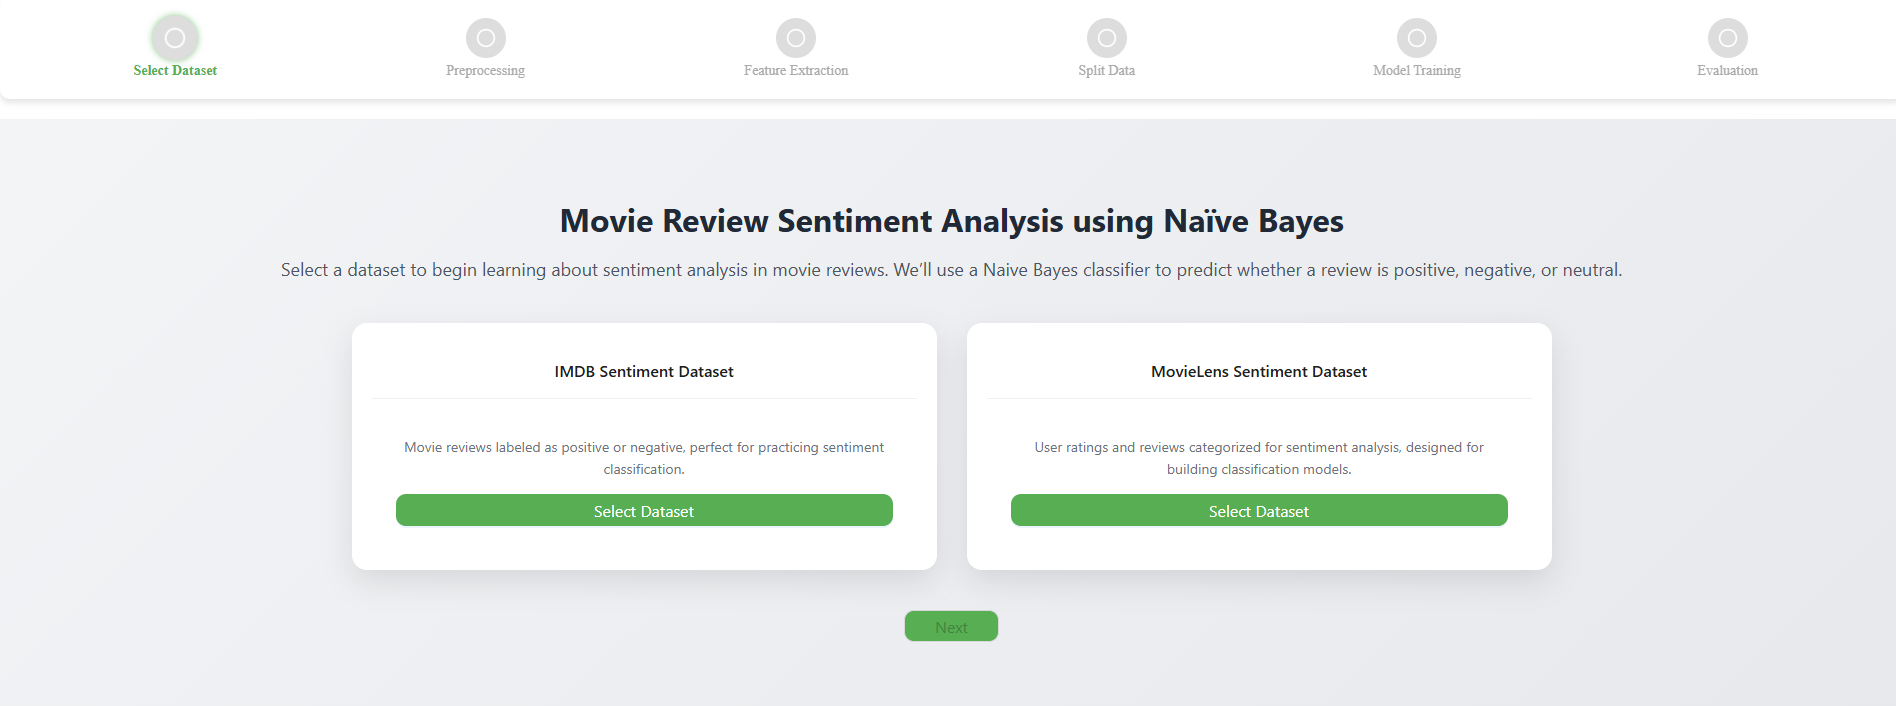 Select Dataset
Preprocessing
Feature Extraction
Split Data
Model Training
Evaluation
Movie Review Sentiment Analysis using Naïve Bayes
Select a dataset to begin learning about sentiment analysis in movie reviews. We’ll use a Naive Bayes classifier to predict whether a review is positive, negative, or neutral.
IMDB Sentiment Dataset
Movie reviews labeled as positive or negative, perfect for practicing sentiment
classification.
Select Dataset
MovieLens Sentiment Dataset
User ratings and reviews categorized for sentiment analysis, designed for
building classification models.
Select Dataset
Next